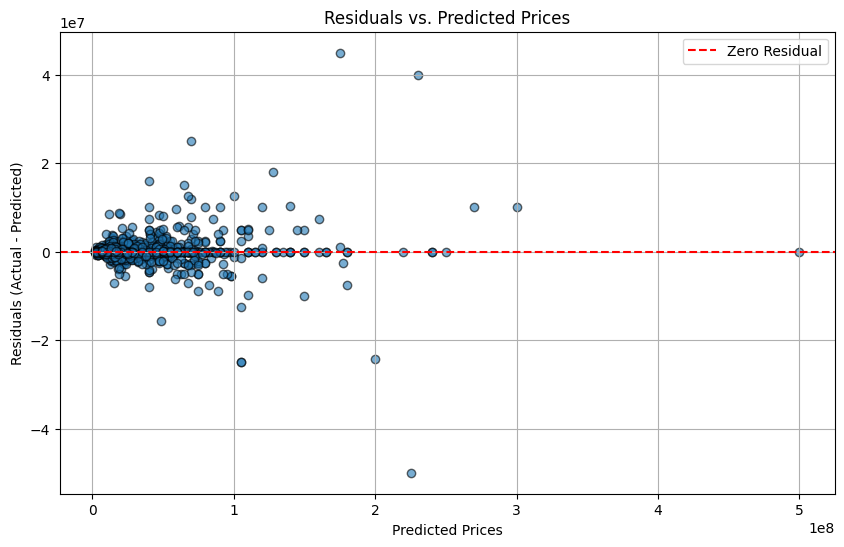 Residuals vs. Predicted Prices
1e7
Zero Residual
4
2
0
−2
−4
Residuals (Actual - Predicted)
0 1 2 3 4 5
1e8
Predicted Prices